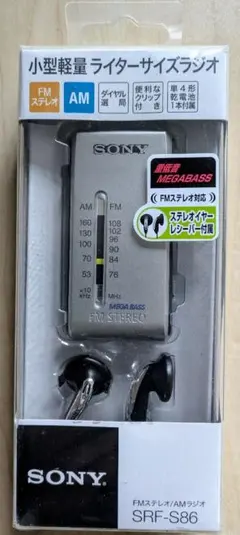 小型軽量 ライターサイズラジオ
FM
ステレオ
AM
ダイヤル
選局
便利な
クリップ
付き
単4形
乾電池
1本付属
SONY
重低音
MEGABASS
FMステレオ対応
ステレオイヤー
レシーバー付属
AM FM
160 108
130 102
100 96
90
70 84
53 76
×10
kHz MHz
MEGA BASS
FM STEREO
SONY
FMステレオ/AMラジオ
SRF-S86